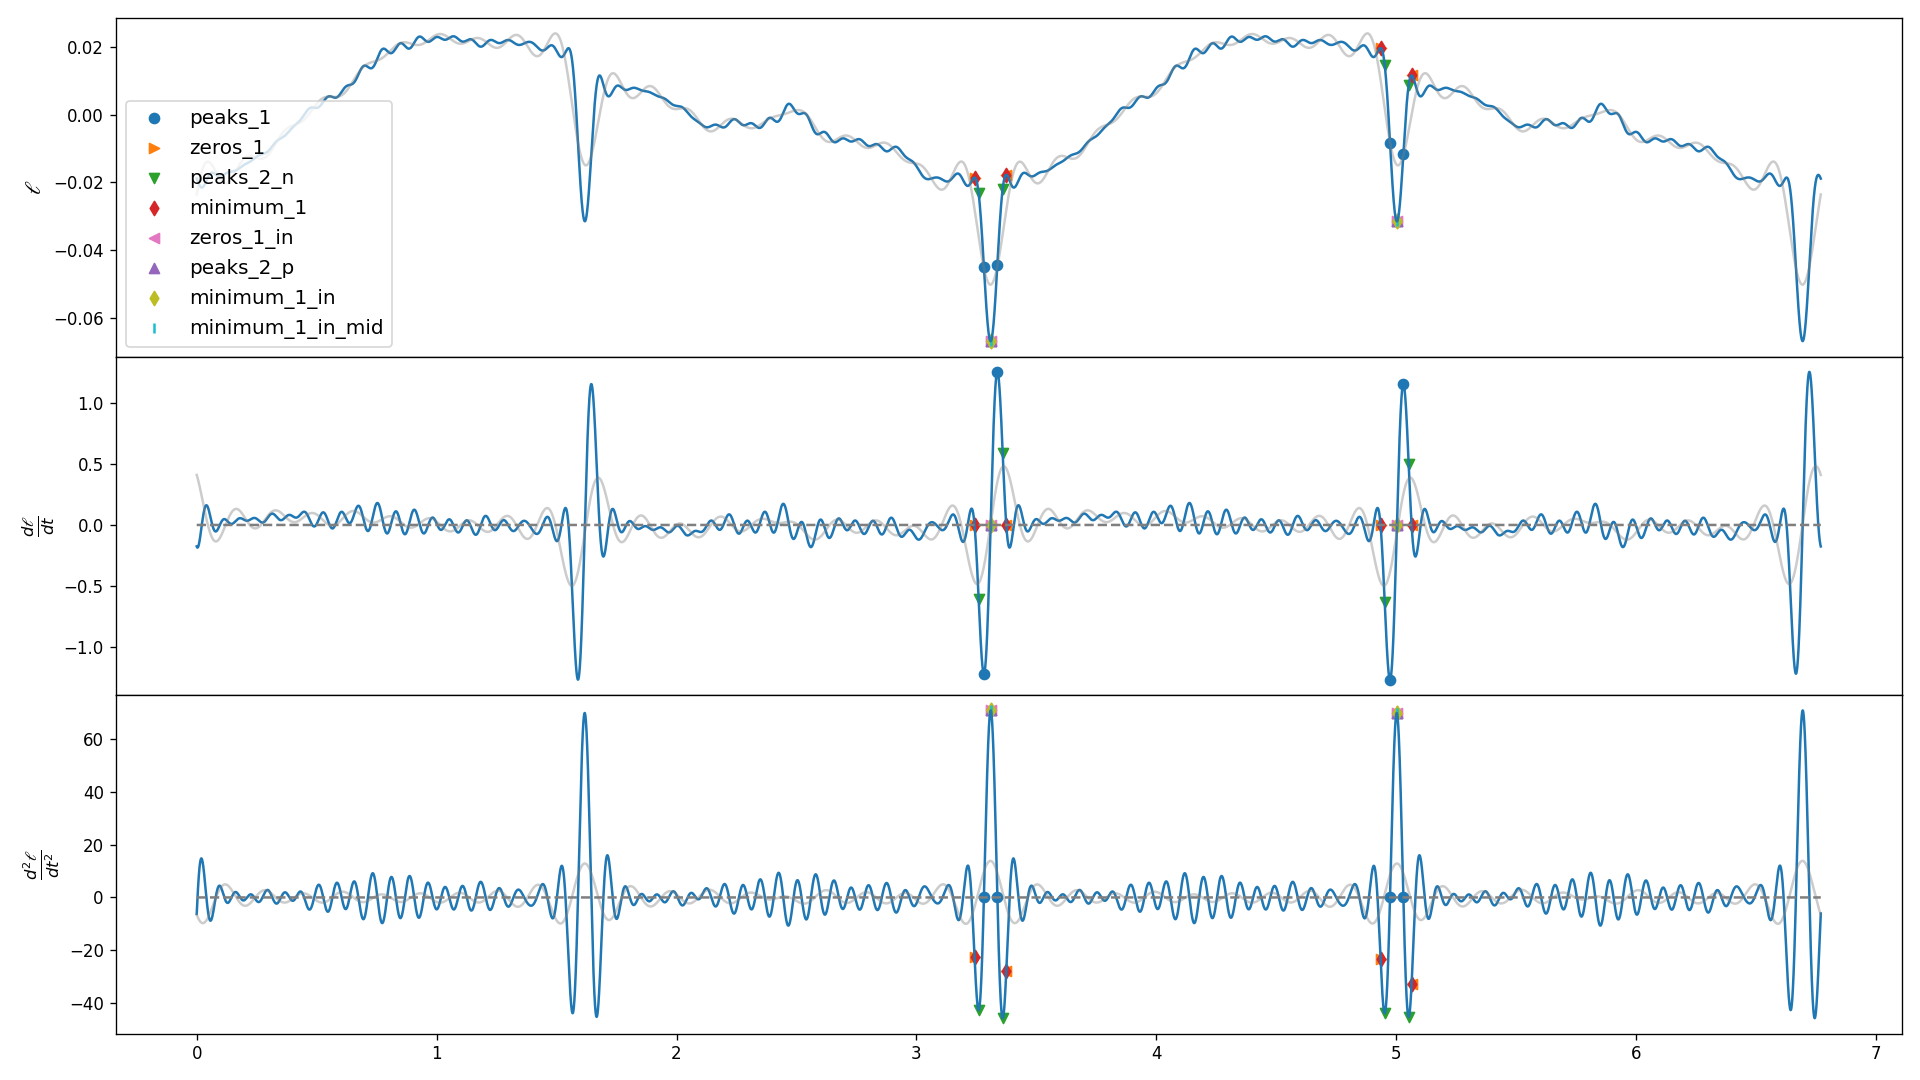 0.02
0.00
−0.02
−0.04
−0.06
ℓ
peaks_1
zeros_1
peaks_2_n
minimum_1
zeros_1_in
peaks_2_p
minimum_1_in
minimum_1_in_mid
1.0
0.5
0.0
−0.5
−1.0
dℓ/dt
60
40
20
0
−20
−40
d²ℓ/dt²
0 1 2 3 4 5 6 7